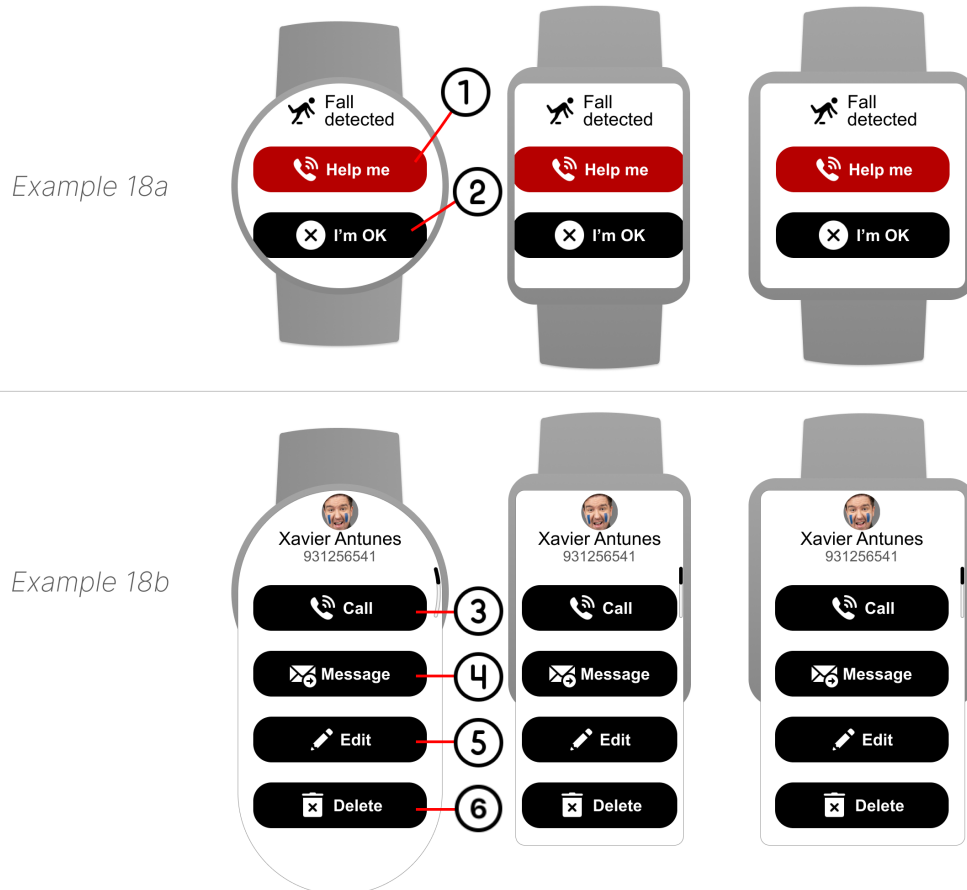 Example 18a
Fall
detected
Help me
I'm OK
1
2
Fall
detected
Help me
I'm OK
Fall
detected
Help me
I'm OK
Example 18b
Xavier Antunes
931256541
Call
Message
Edit
Delete
3
4
5
6
Xavier Antunes
931256541
Call
Message
Edit
Delete
Xavier Antunes
931256541
Call
Message
Edit
Delete